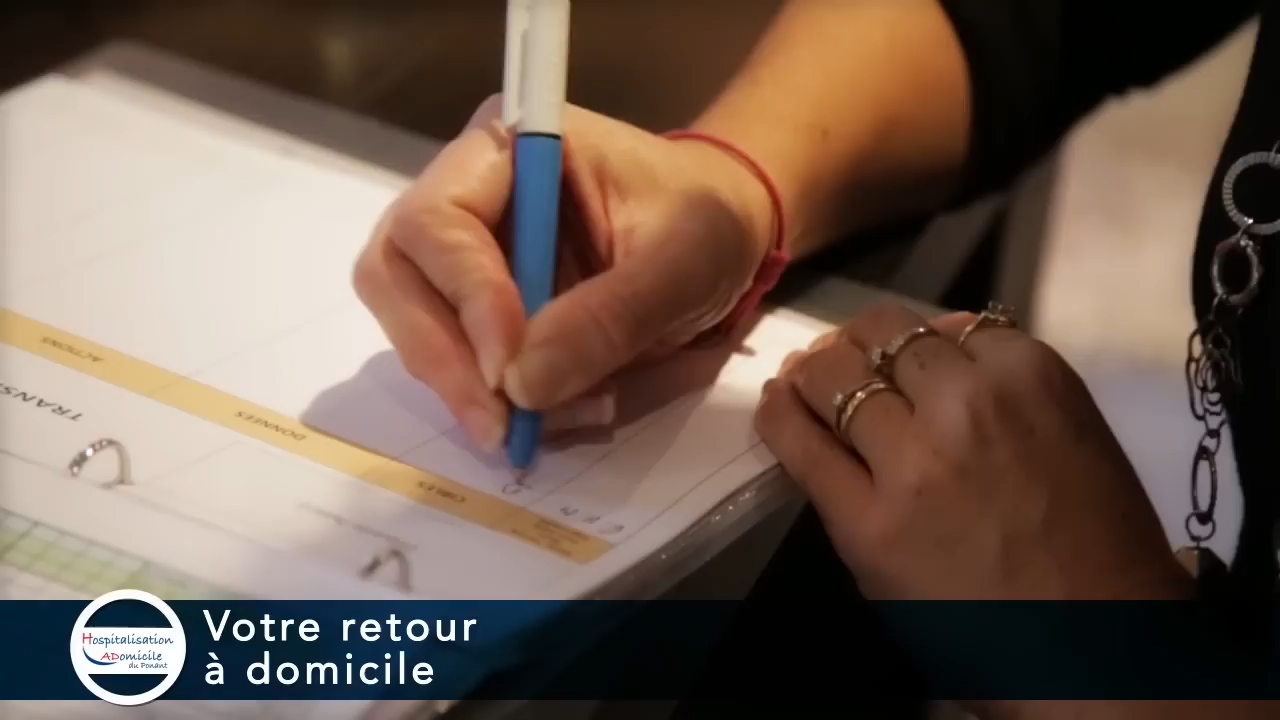 Votre retour
à domicile
Hospitalisation
ADomicile
du Ponant
ACTIONS
DONNEES
CIBLES
TRANS